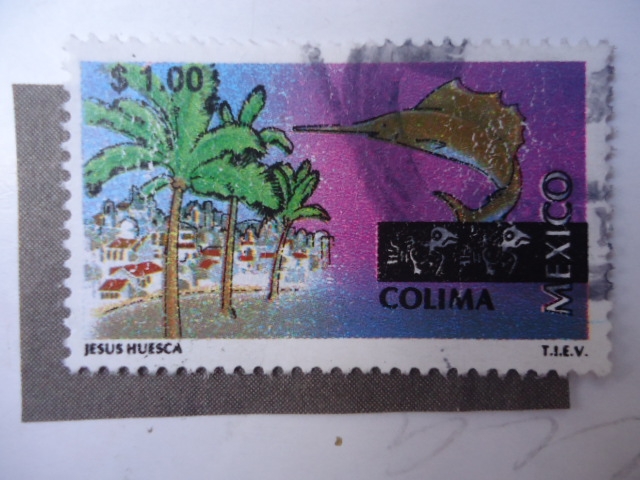 $ 1.00
MEXICO
COLIMA
JESUS HUESCA
T.I.E.V.